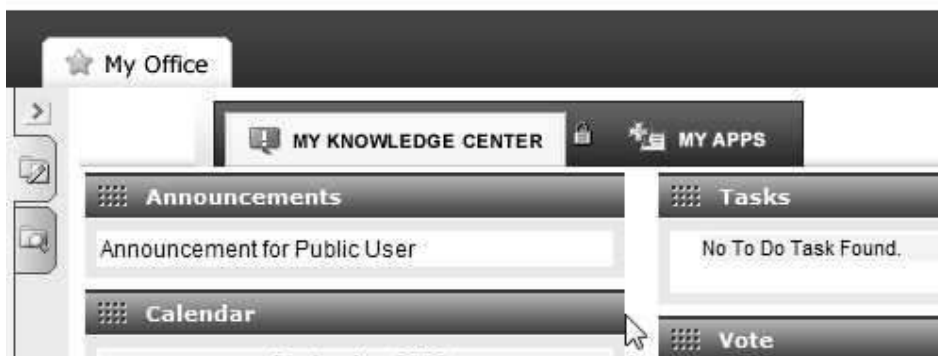 My Office
MY KNOWLEDGE CENTER
MY APPS
Announcements
Announcement for Public User
Calendar
Tasks
No To Do Task Found.
Vote